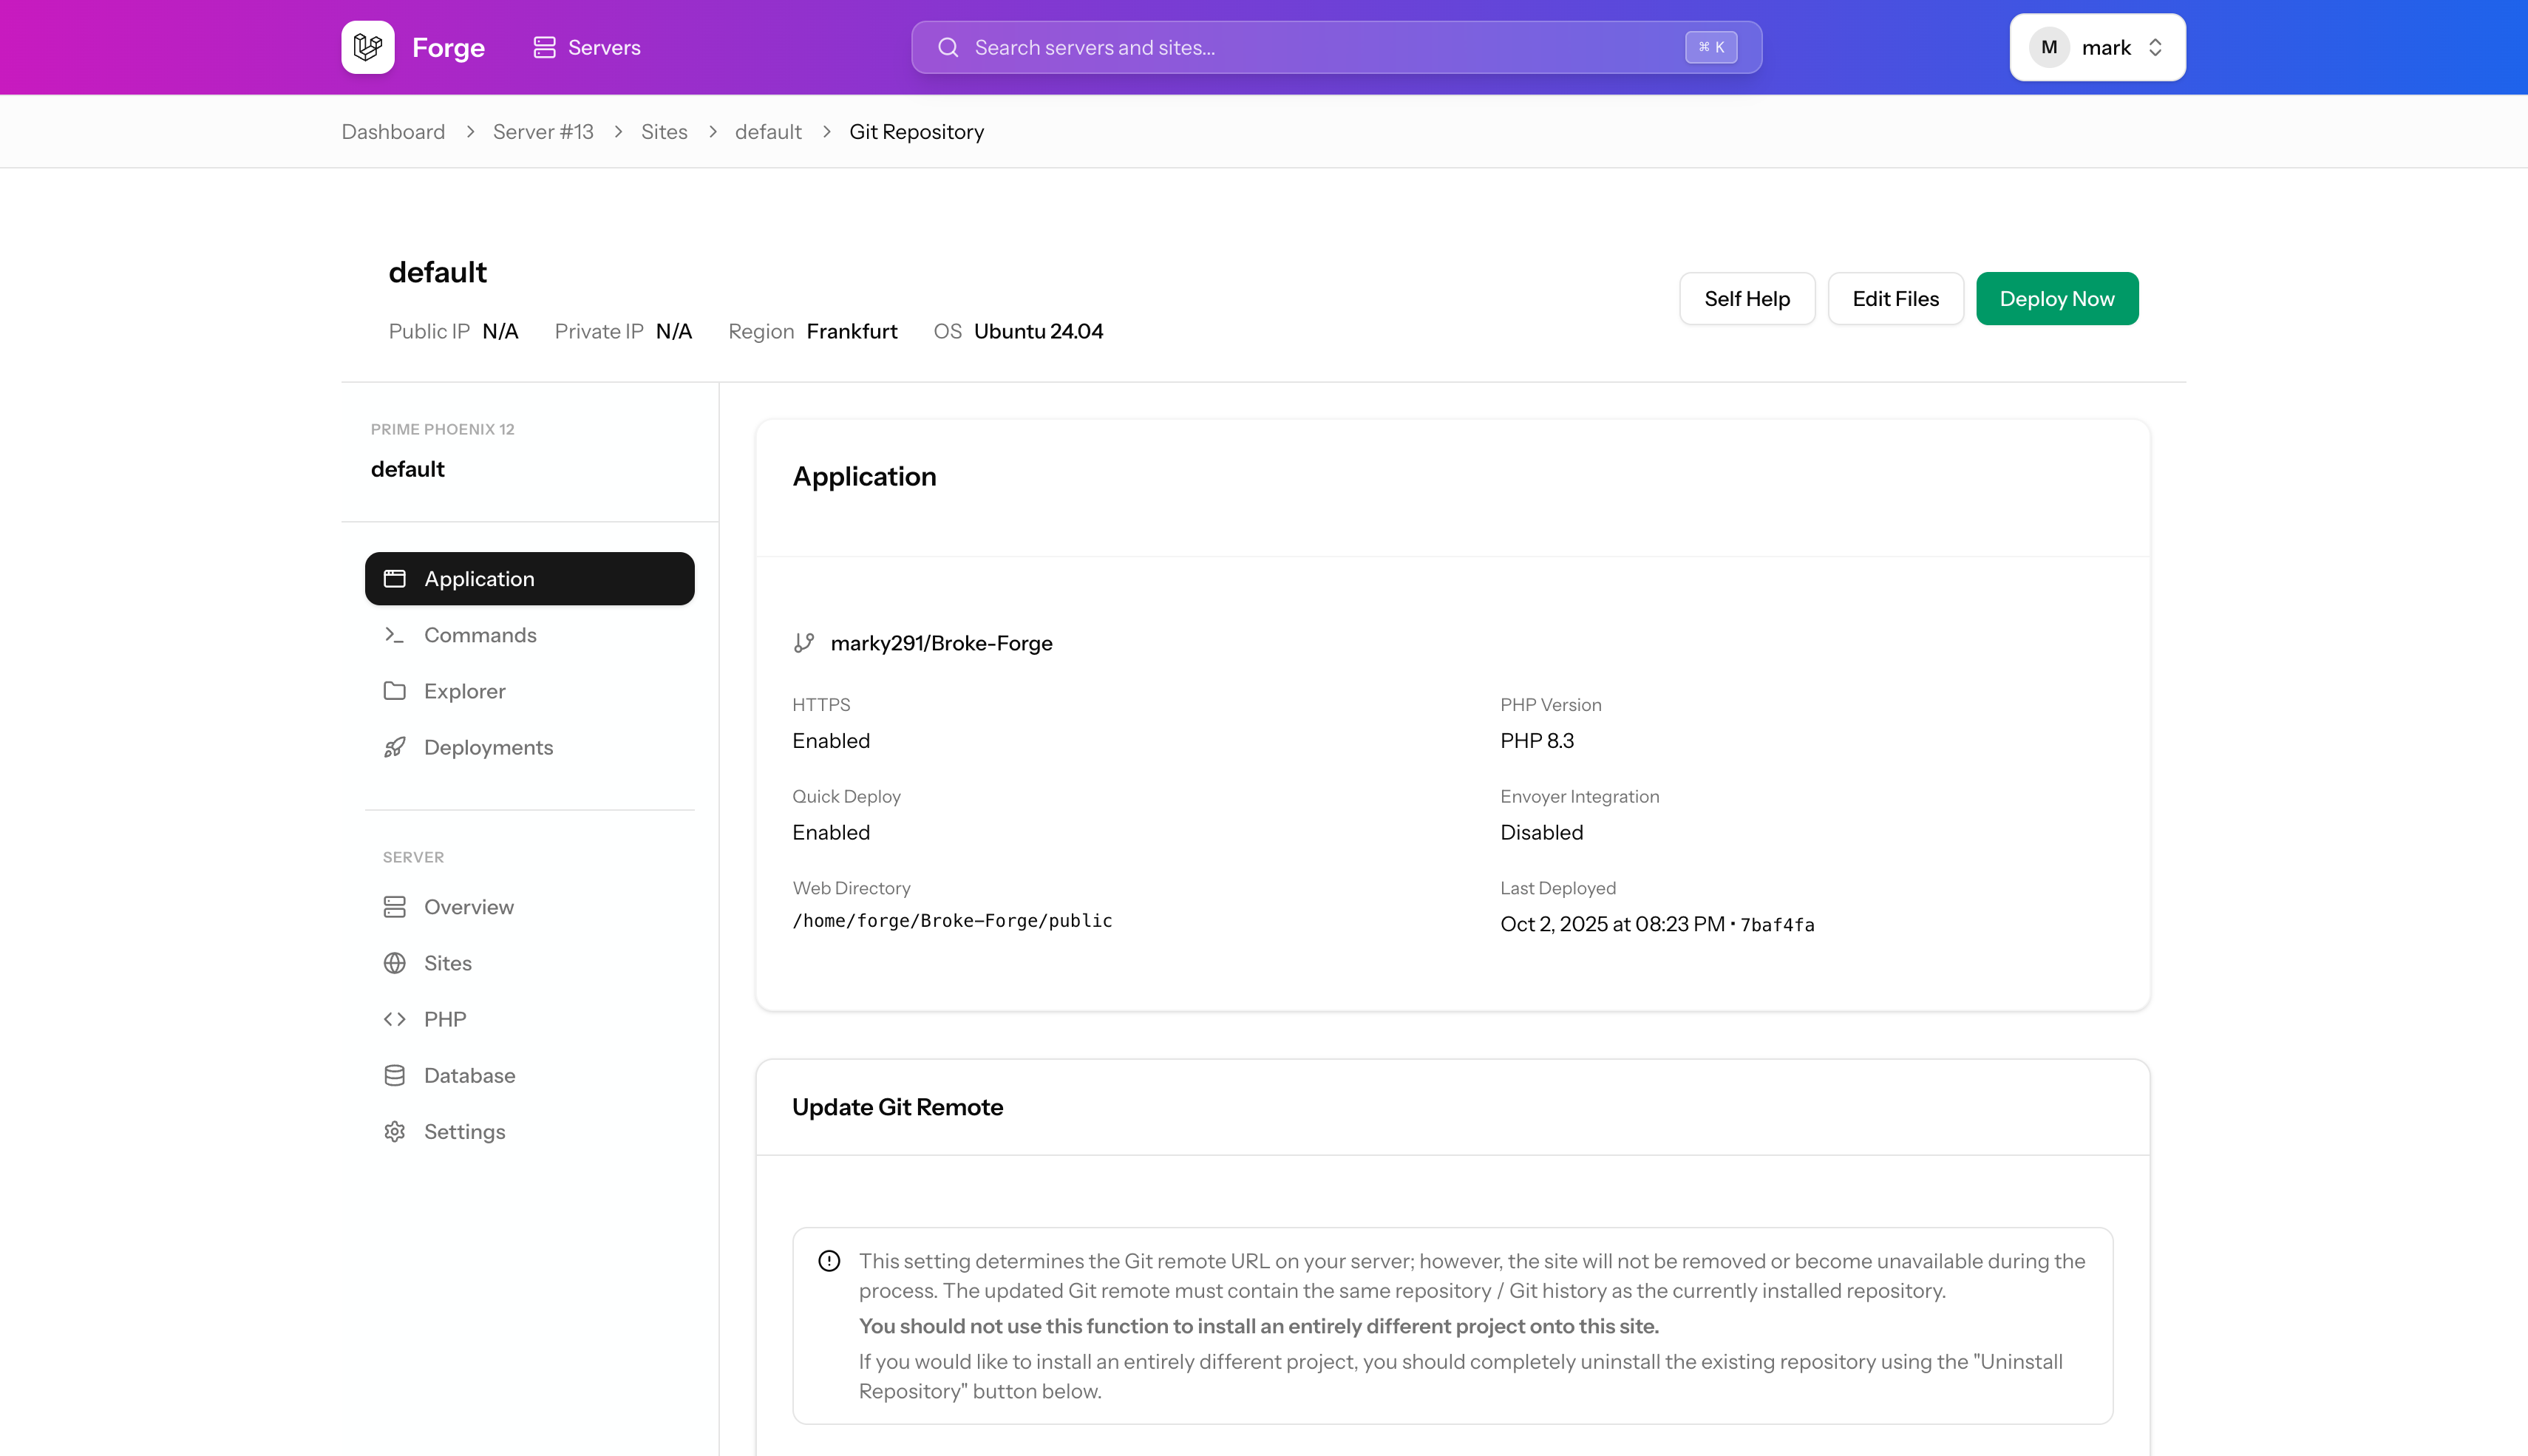 Forge
Servers
Search servers and sites...
⌘ K
M
mark
Dashboard > Server #13 > Sites > default > Git Repository
default
Public IP N/A Private IP N/A Region Frankfurt OS Ubuntu 24.04
Self Help
Edit Files
Deploy Now
PRIME PHOENIX 12
default
Application
Commands
Explorer
Deployments
SERVER
Overview
Sites
PHP
Database
Settings
Application
marky291/Broke-Forge
HTTPS
Enabled
PHP Version
PHP 8.3
Quick Deploy
Enabled
Envoyer Integration
Disabled
Web Directory
/home/forge/Broke-Forge/public
Last Deployed
Oct 2, 2025 at 08:23 PM • 7baf4fa
Update Git Remote
This setting determines the Git remote URL on your server; however, the site will not be removed or become unavailable during the
process. The updated Git remote must contain the same repository / Git history as the currently installed repository.
You should not use this function to install an entirely different project onto this site.
If you would like to install an entirely different project, you should completely uninstall the existing repository using the "Uninstall
Repository" button below.